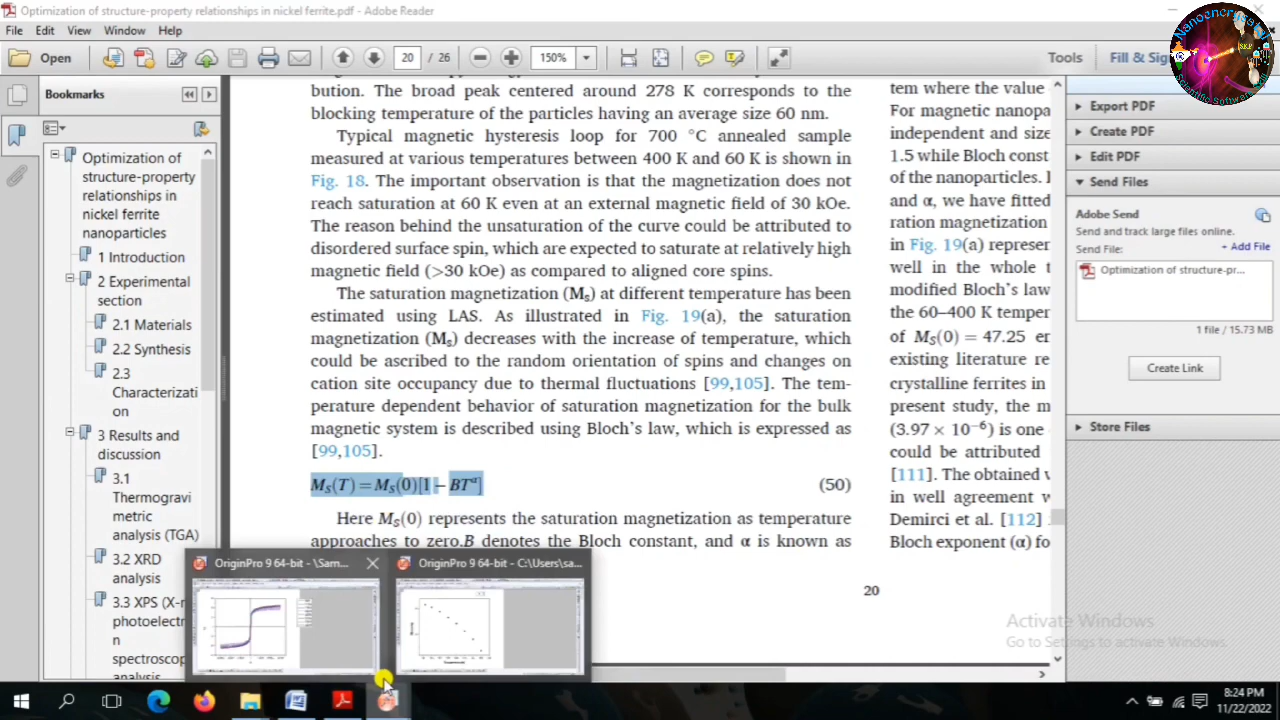 Optimization of structure-property relationships in nickel ferrite.pdf - Adobe Reader
File Edit View Window Help
Open
20 / 26
150%
Tools
Fill & Sign
Nanoencryssta
SKP
Scientific Software
Bookmarks
Optimization of
structure-property
relationships in
nickel ferrite
nanoparticles
1 Introduction
2 Experimental
section
2.1 Materials
2.2 Synthesis
2.3
Characterizati
on
3 Results and
discussion
3.1
Thermogravi
metric
analysis (TGA)
3.2 XRD
analysis
3.3 XPS (X-r
photoelectr
n
spectroscop
analysis
bution. The broad peak centered around 278 K corresponds to the
blocking temperature of the particles having an average size 60 nm.
Typical magnetic hysteresis loop for 700 °C annealed sample
measured at various temperatures between 400 K and 60 K is shown in
Fig. 18. The important observation is that the magnetization does not
reach saturation at 60 K even at an external magnetic field of 30 kOe.
The reason behind the unsaturation of the curve could be attributed to
disordered surface spin, which are expected to saturate at relatively high
magnetic field (>30 kOe) as compared to aligned core spins.
The saturation magnetization (Ms) at different temperature has been
estimated using LAS. As illustrated in Fig. 19(a), the saturation
magnetization (Ms) decreases with the increase of temperature, which
could be ascribed to the random orientation of spins and changes on
cation site occupancy due to thermal fluctuations [99,105]. The tem-
perature dependent behavior of saturation magnetization for the bulk
magnetic system is described using Bloch's law, which is expressed as
[99,105].
MS(T) = MS(0)[1 – BTα] (50)
Here MS(0) represents the saturation magnetization as temperature
approaches to zero.B denotes the Bloch constant, and α is known as
20
tem where the value
For magnetic nanopa
independent and size
1.5 while Bloch const
of the nanoparticles. I
and α, we have fitted
ration magnetization
in Fig. 19(a) represer
well in the whole t
modified Bloch's law
the 60–400 K temper
of MS(0) = 47.25 er
existing literature re
crystalline ferrites in
present study, the m
(3.97 × 10−6) is one
could be attributed
[111]. The obtained v
in well agreement w
Demirci et al. [112]
Bloch exponent (α) fo
Export PDF
Create PDF
Edit PDF
Send Files
Adobe Send
Send and track large files online.
Send File:
+ Add File
Optimization of structure-pr...
1 file / 15.73 MB
Create Link
Store Files
OriginPro 9 64-bit - \Sam...
OriginPro 9 64-bit - C:\Users\sa...
Activate Windows
Go to Settings to activate Windows.
8:24 PM
11/22/2022